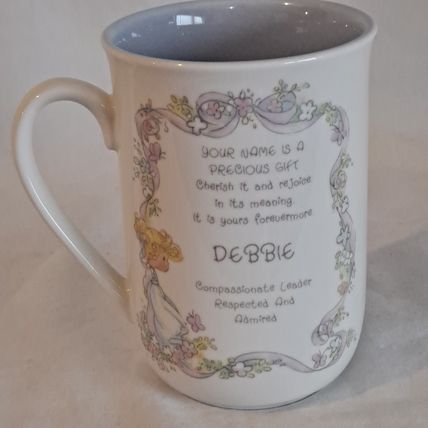 YOUR NAME IS A
PRECIOUS GIFT
Cherish it and rejoice
in its meaning.
It is yours forevermore
DEBBIE
Compassionate Leader
Respected And
Admired